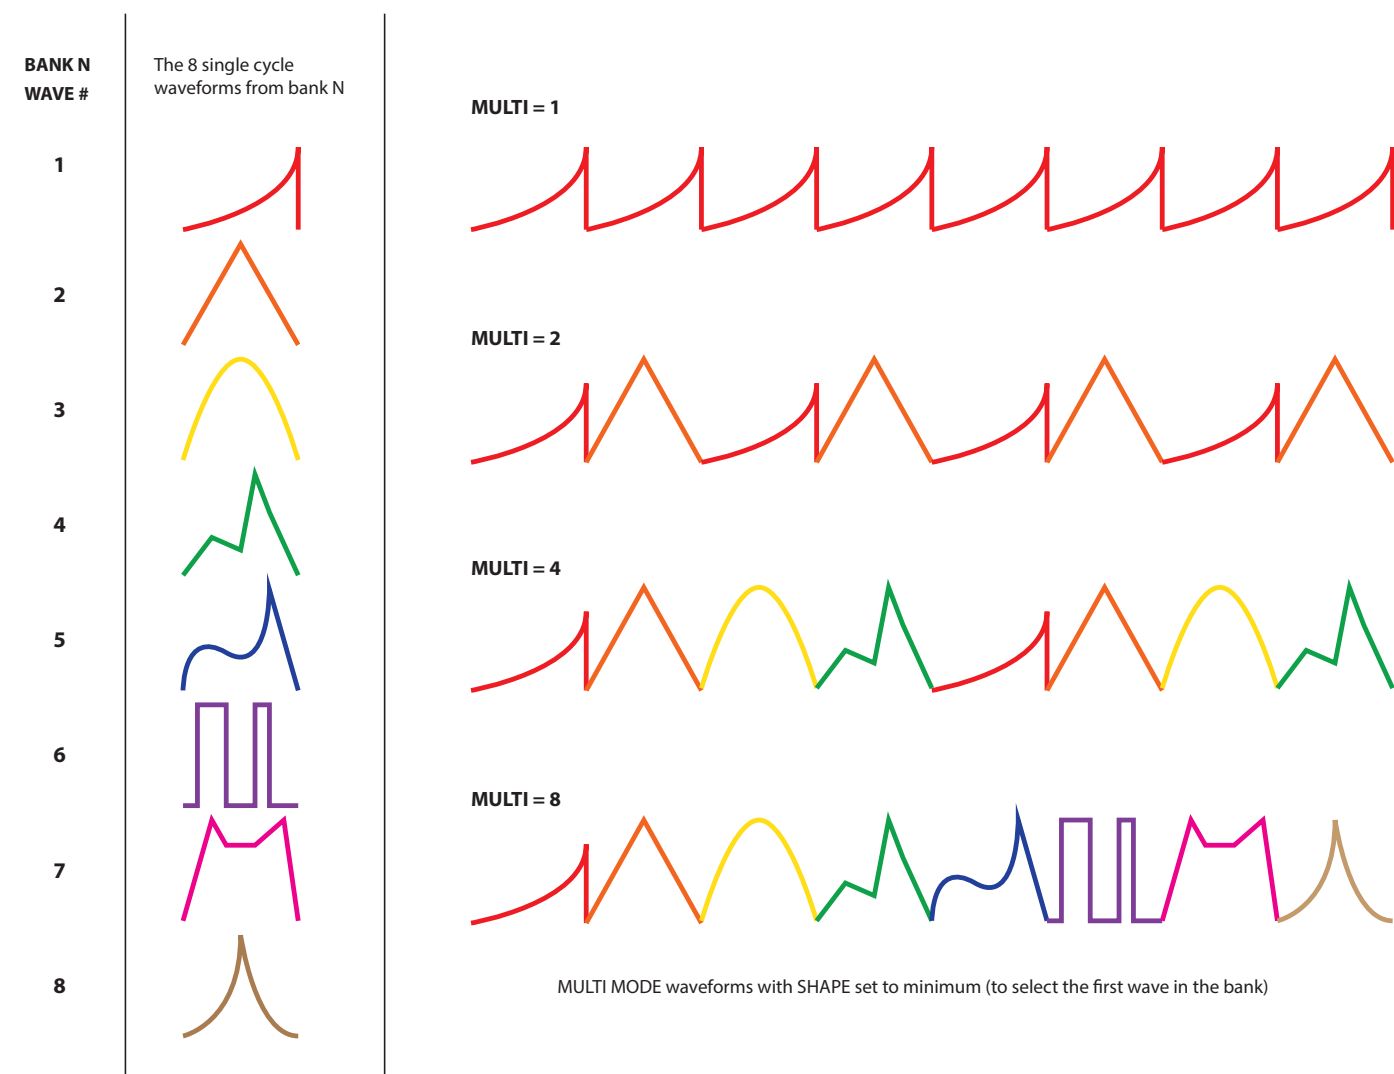 BANK N
WAVE #
The 8 single cycle
waveforms from bank N
1
2
3
4
5
6
7
8
MULTI = 1
MULTI = 2
MULTI = 4
MULTI = 8
MULTI MODE waveforms with SHAPE set to minimum (to select the first wave in the bank)